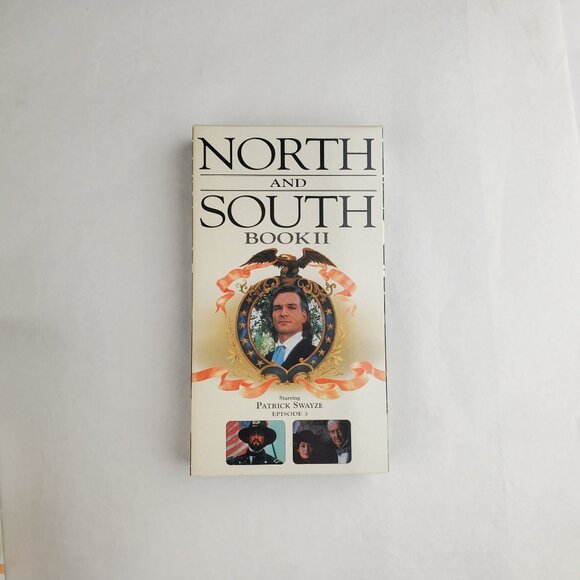 NORTH
AND
SOUTH
BOOK II
Starring
PATRICK SWAYZE
EPISODE 3